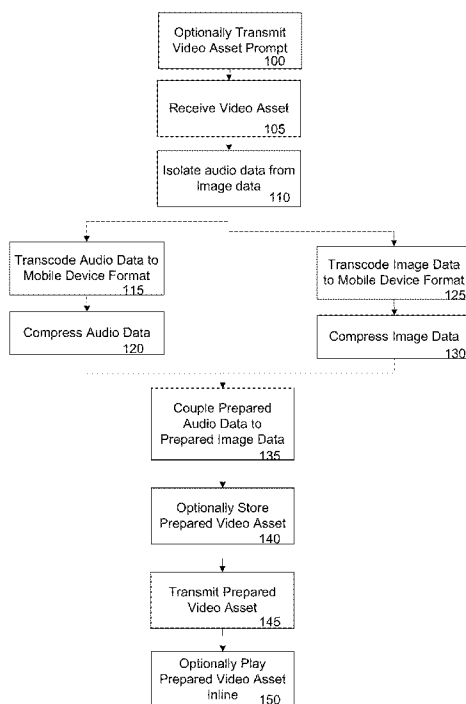 Optionally Transmit
Video Asset Prompt
100
Receive Video Asset
105
Isolate audio data from
Image data
110
Transcode Audio Data to
Mobile Device Format
115
Compress Audio Data
120
Transcode Image Data
to Mobile Device Format
125
Compress Image Data
130
Couple Prepared
Audio Data to
Prepared Image Data
135
Optionally Store
Prepared Video Asset
140
Transmit Prepared
Video Asset
145
Optionally Play
Prepared Video Asset
Inline
150